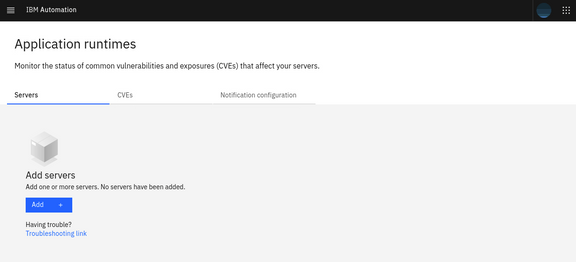 IBM Automation
Application runtimes
Monitor the status of common vulnerabilities and exposures (CVEs) that affect your servers.
Servers CVEs Notification configuration
Add servers
Add one or more servers. No servers have been added.
Add +
Having trouble?
Troubleshooting link